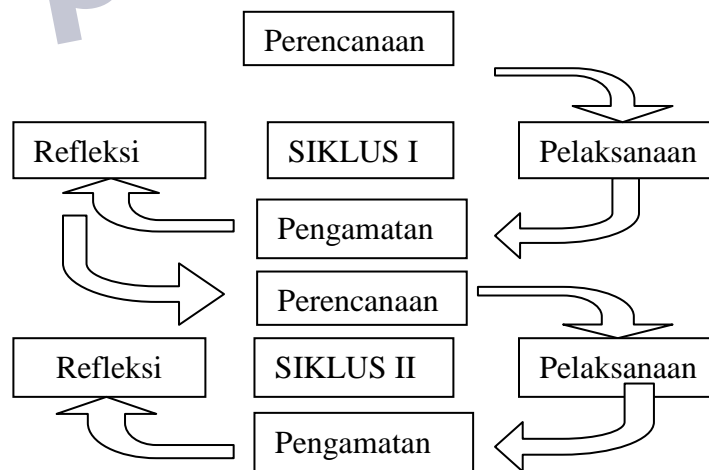 Perencanaan
Refleksi
SIKLUS I
Pelaksanaan
Pengamatan
Perencanaan
Refleksi
SIKLUS II
Pelaksanaan
Pengamatan